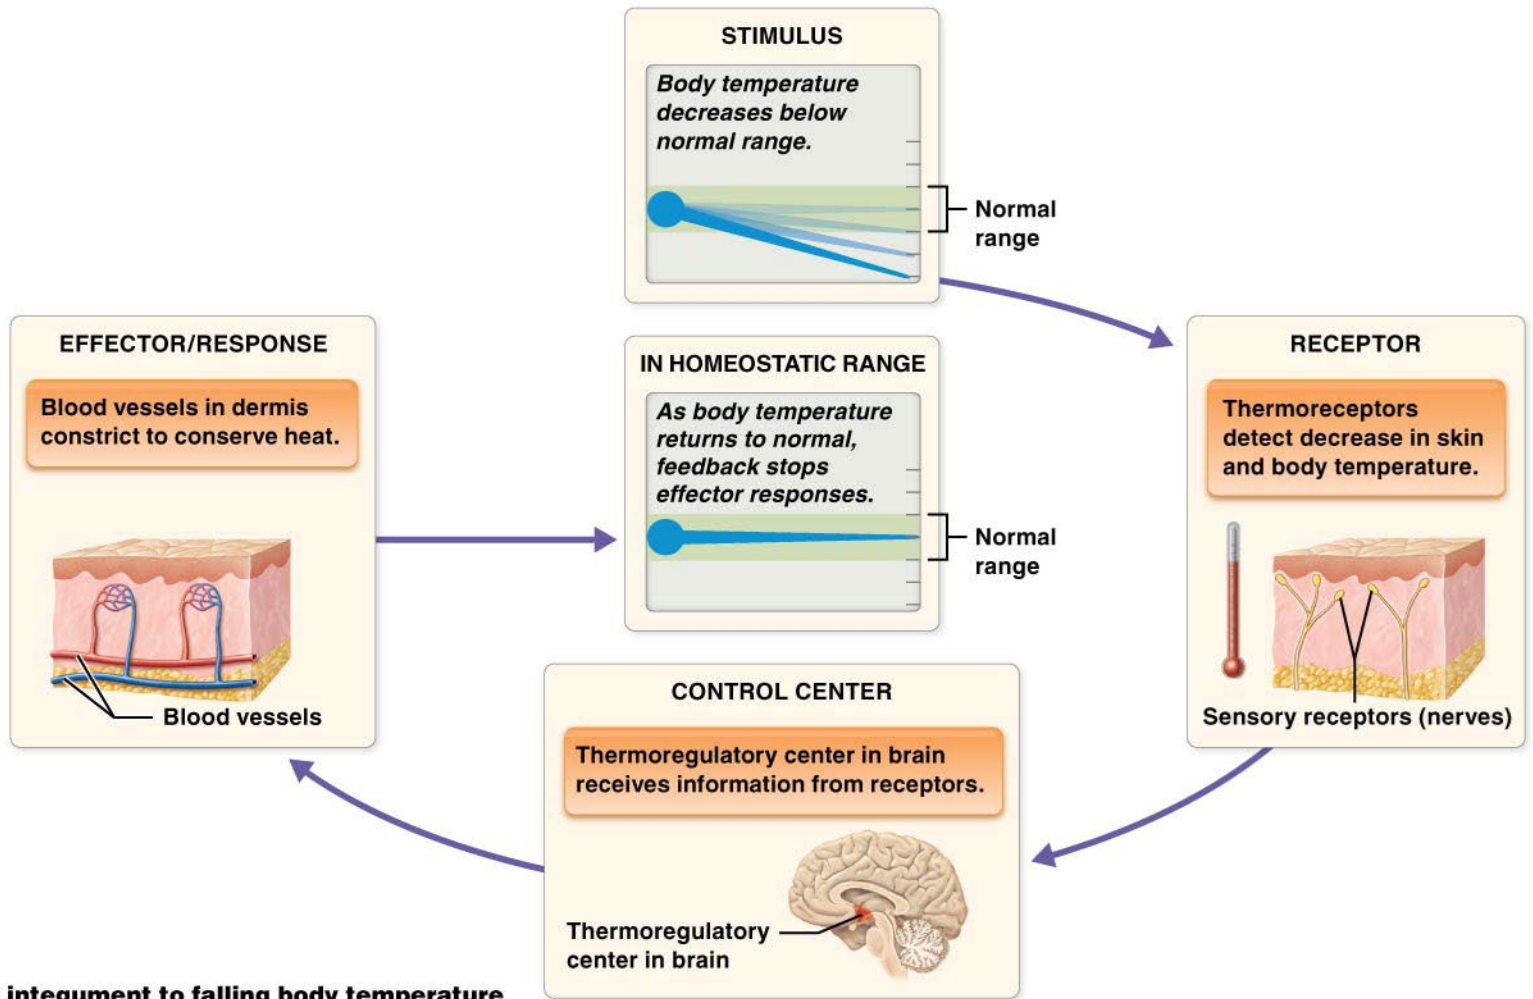 STIMULUS
Body temperature
decreases below
normal range.
Normal
range
RECEPTOR
Thermoreceptors
detect decrease in skin
and body temperature.
Sensory receptors (nerves)
CONTROL CENTER
Thermoregulatory center in brain
receives information from receptors.
Thermoregulatory
center in brain
EFFECTOR/RESPONSE
Blood vessels in dermis
constrict to conserve heat.
Blood vessels
IN HOMEOSTATIC RANGE
As body temperature
returns to normal,
feedback stops
effector responses.
Normal
range
integument to falling body temperature